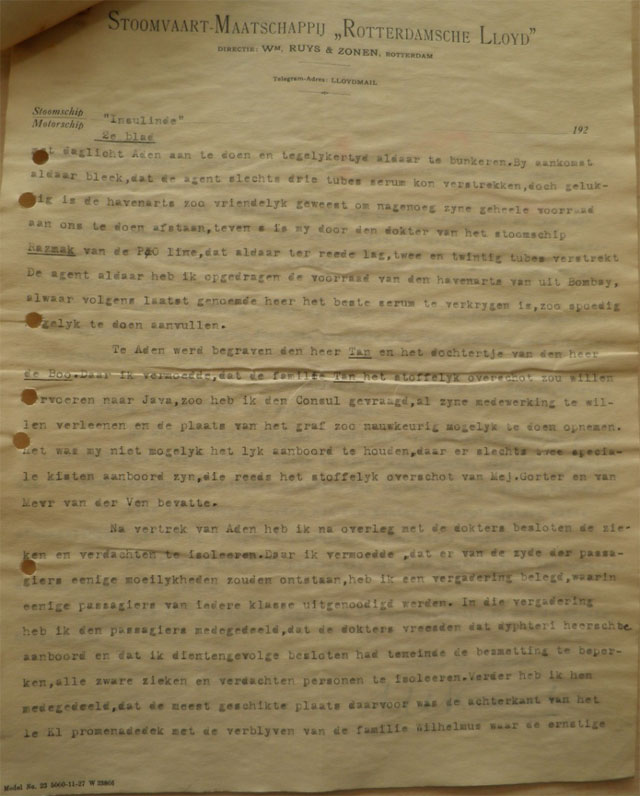 STOOMVAART-MAATSCHAPPIJ „ROTTERDAMSCHE LLOYD”
DIRECTIE: WM. RUYS & ZONEN, ROTTERDAM
Telegram-Adres: LLOYDMAIL
Stoomschip
Motorschip "Insulinde" 192
2e blad
met daglicht Aden aan te doen en tegelykertyd aldaar te bunkeren.By aankomst
aldaar bleek,dat de agent slechts drie tubes serum kon verstrekken,doch geluk-
kig is de havenarts zoo vriendelyk geweest om nagenoeg zyne geheele voorraad
aan ons te doen afstaan,teven s is my door den dokter van het stoomschip
Razmak van de P&O line,dat aldaar ter reede lag,twee en twintig tubes verstrekt
De agent aldaar heb ik opgedragen de voorraad van den havenarts van uit Bombay,
alwaar volgens laatst genoemde heer het beste serum te verkrygen is,zoo spoedig
mogelyk te doen aanvullen.
Te Aden werd begraven den heer Tan en het dochtertje van den heer
de Boo.Daar ik vermoedde,dat de familie Tan het stoffelyk overschot zou willen
vervoeren naar Java,zoo heb ik den Consul gevraagd,al zyne medewerking te wil-
len verleenen en de plaats van het graf zoo nauwkeurig mogelyk te doen opnemen.
Het was my niet mogelyk het lyk aanboord te houden,daar er slechts twee specia-
le kisten aanboord zyn,die reeds het stoffelyk overschot van Mej.Gorter en van
Mevr van der Ven bevatte.
Na vertrek van Aden heb ik na overleg met de dokters besloten de zie-
ken en verdachten te isoleeren.Daar ik vermoedde ,dat er van de zyde der passa-
giers eenige moeilykheden zouden ontstaan,heb ik een vergadering belegd,waarin
eenige passagiers van iedere klasse uitgenoodigd werden. In die vergadering
heb ik den passagiers medegedeeld,dat de dokters vreesden dat dyphteri heerschte
aanboord en dat ik dientengevolge besloten had teneinde de bezmetting te beper-
ken,alle zware zieken en verdachten personen te isoleeren.Verder heb ik hen
medegedeeld,dat de meest geschikte plaats daarvoor was de achterkant van het
1e Kl promenadedek met de verblyven van de familie Wilhelmus waar de ernstige
Model No. 23 5000-11-27 W